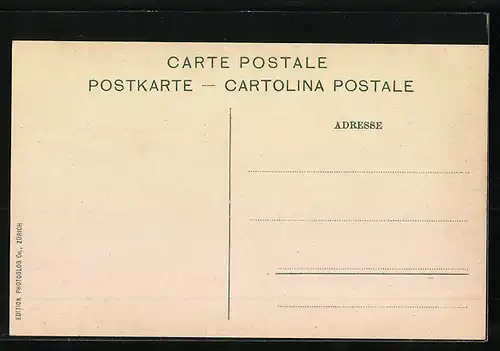 CARTE POSTALE
POSTKARTE — CARTOLINA POSTALE
ADRESSE
EDITION PHOTOGLOB Co., ZÜRICH